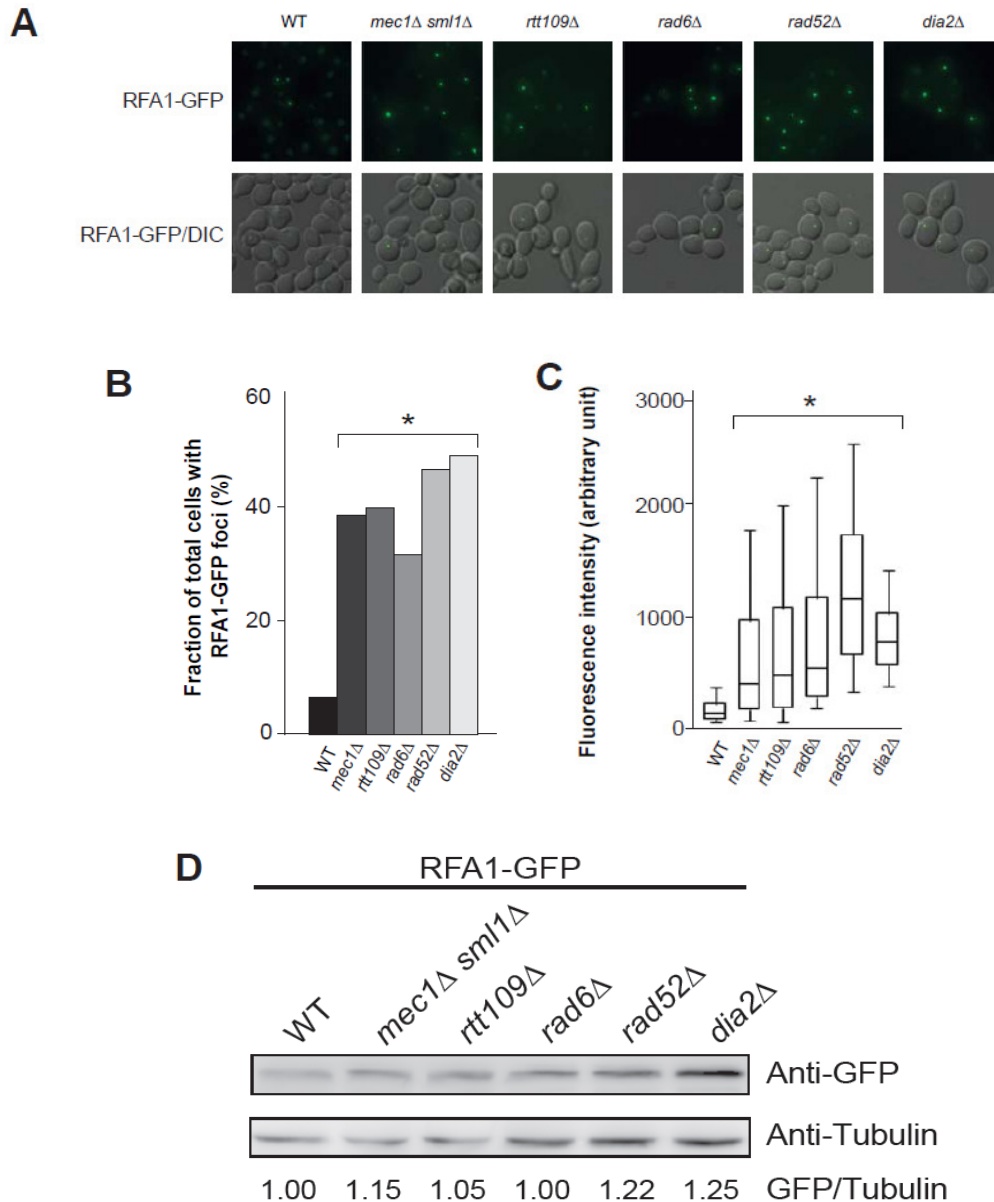 A
WT mec1Δ sml1Δ rtt109Δ rad6Δ rad52Δ dia2Δ
RFA1-GFP
RFA1-GFP/DIC
B
Fraction of total cells with
RFA1-GFP foci (%)
60
40
20
0
*
WT mec1Δ rtt109Δ rad6Δ rad52Δ dia2Δ
C
Fluorescence intensity (arbitrary unit)
3000
2000
1000
0
*
WT mec1Δ rtt109Δ rad6Δ rad52Δ dia2Δ
D
RFA1-GFP
WT mec1Δ sml1Δ rtt109Δ rad6Δ rad52Δ dia2Δ
Anti-GFP
Anti-Tubulin
1.00 1.15 1.05 1.00 1.22 1.25 GFP/Tubulin